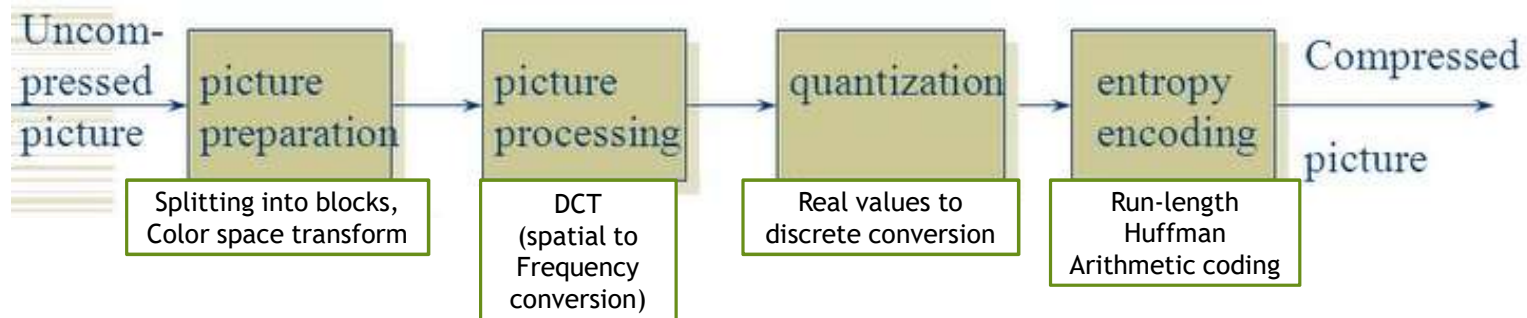 Uncom-
pressed
picture
picture
preparation
Splitting into blocks,
Color space transform
picture
processing
DCT
(spatial to
Frequency
conversion)
quantization
Real values to
discrete conversion
entropy
encoding
Run-length
Huffman
Arithmetic coding
Compressed
picture